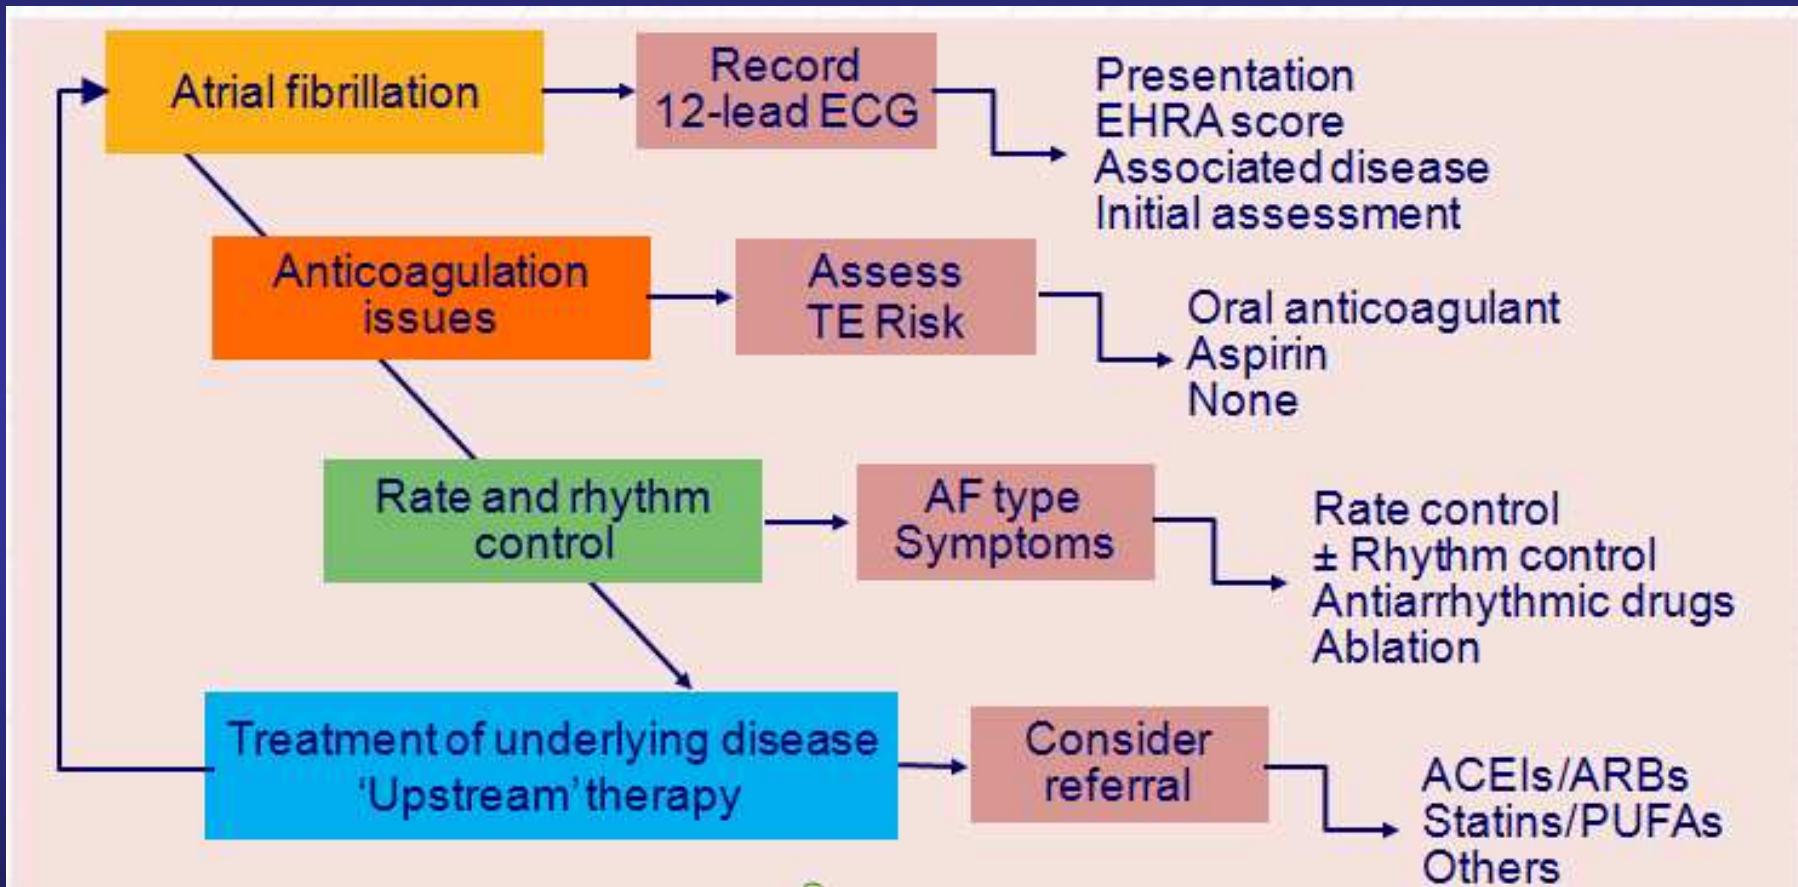 Atrial fibrillation
Record
12-lead ECG
Presentation
EHRA score
Associated disease
Initial assessment
Anticoagulation
issues
Assess
TE Risk
Oral anticoagulant
Aspirin
None
Rate and rhythm
control
AF type
Symptoms
Rate control
± Rhythm control
Antiarrhythmic drugs
Ablation
Treatment of underlying disease
‘Upstream’ therapy
Consider
referral
ACEIs/ARBs
Statins/PUFAs
Others